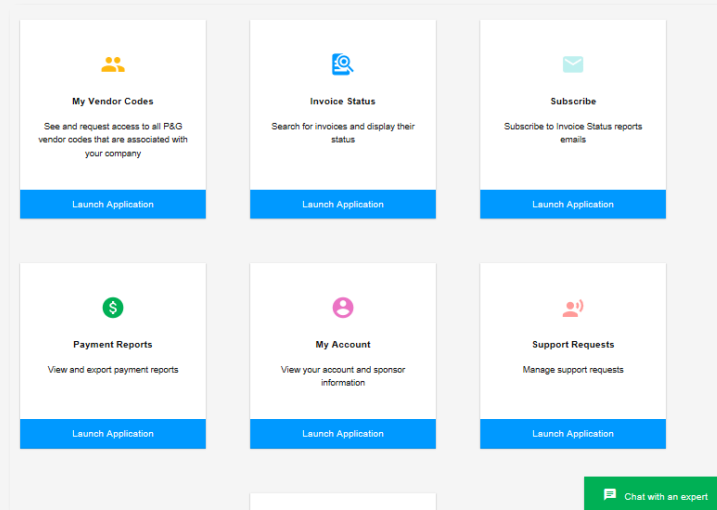 My Vendor Codes
See and request access to all P&G
vendor codes that are associated with
your company
Launch Application
Invoice Status
Search for invoices and display their
status
Launch Application
Subscribe
Subscribe to Invoice Status reports
emails
Launch Application
Payment Reports
View and export payment reports
Launch Application
My Account
View your account and sponsor
information
Launch Application
Support Requests
Manage support requests
Launch Application
Chat with an expert